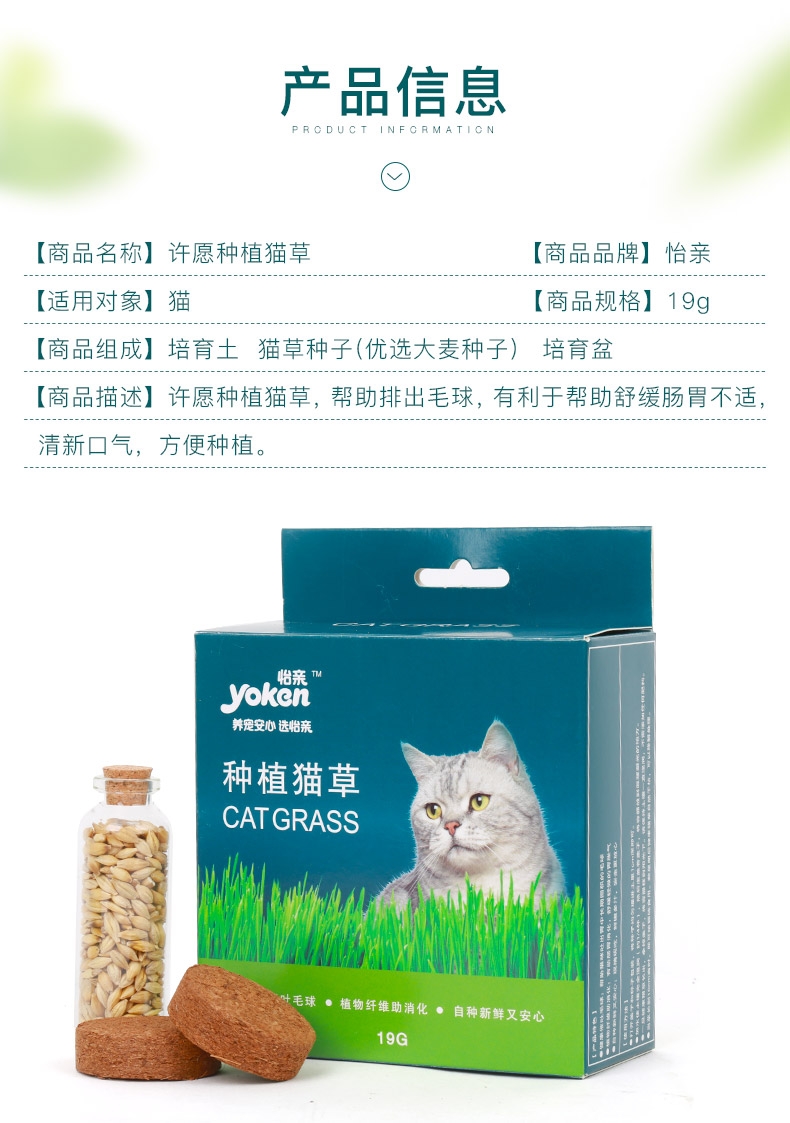 产品信息
PRODUCT INFORMATION
【商品名称】许愿种植猫草 【商品品牌】怡亲
【适用对象】猫 【商品规格】19g
【商品组成】培育土 猫草种子(优选大麦种子) 培育盆
【商品描述】许愿种植猫草, 帮助排出毛球, 有利于帮助舒缓肠胃不适,
清新口气, 方便种植。
CAT GRASS
怡亲™
yoken
养宠安心 选怡亲
种植猫草
CAT GRASS
吐毛球 ● 植物纤维助消化 ● 自种新鲜又安心
19G